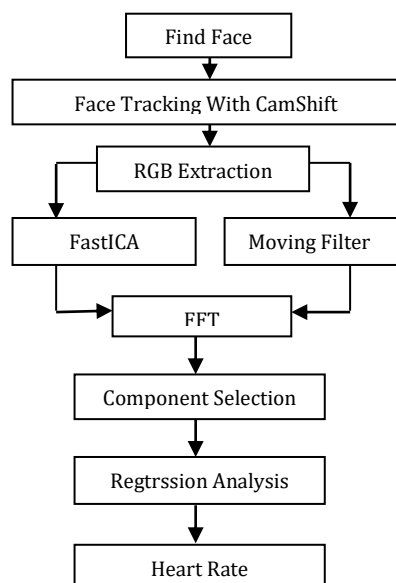 Find Face
Face Tracking With CamShift
RGB Extraction
FastICA
Moving Filter
FFT
Component Selection
Regtrssion Analysis
Heart Rate